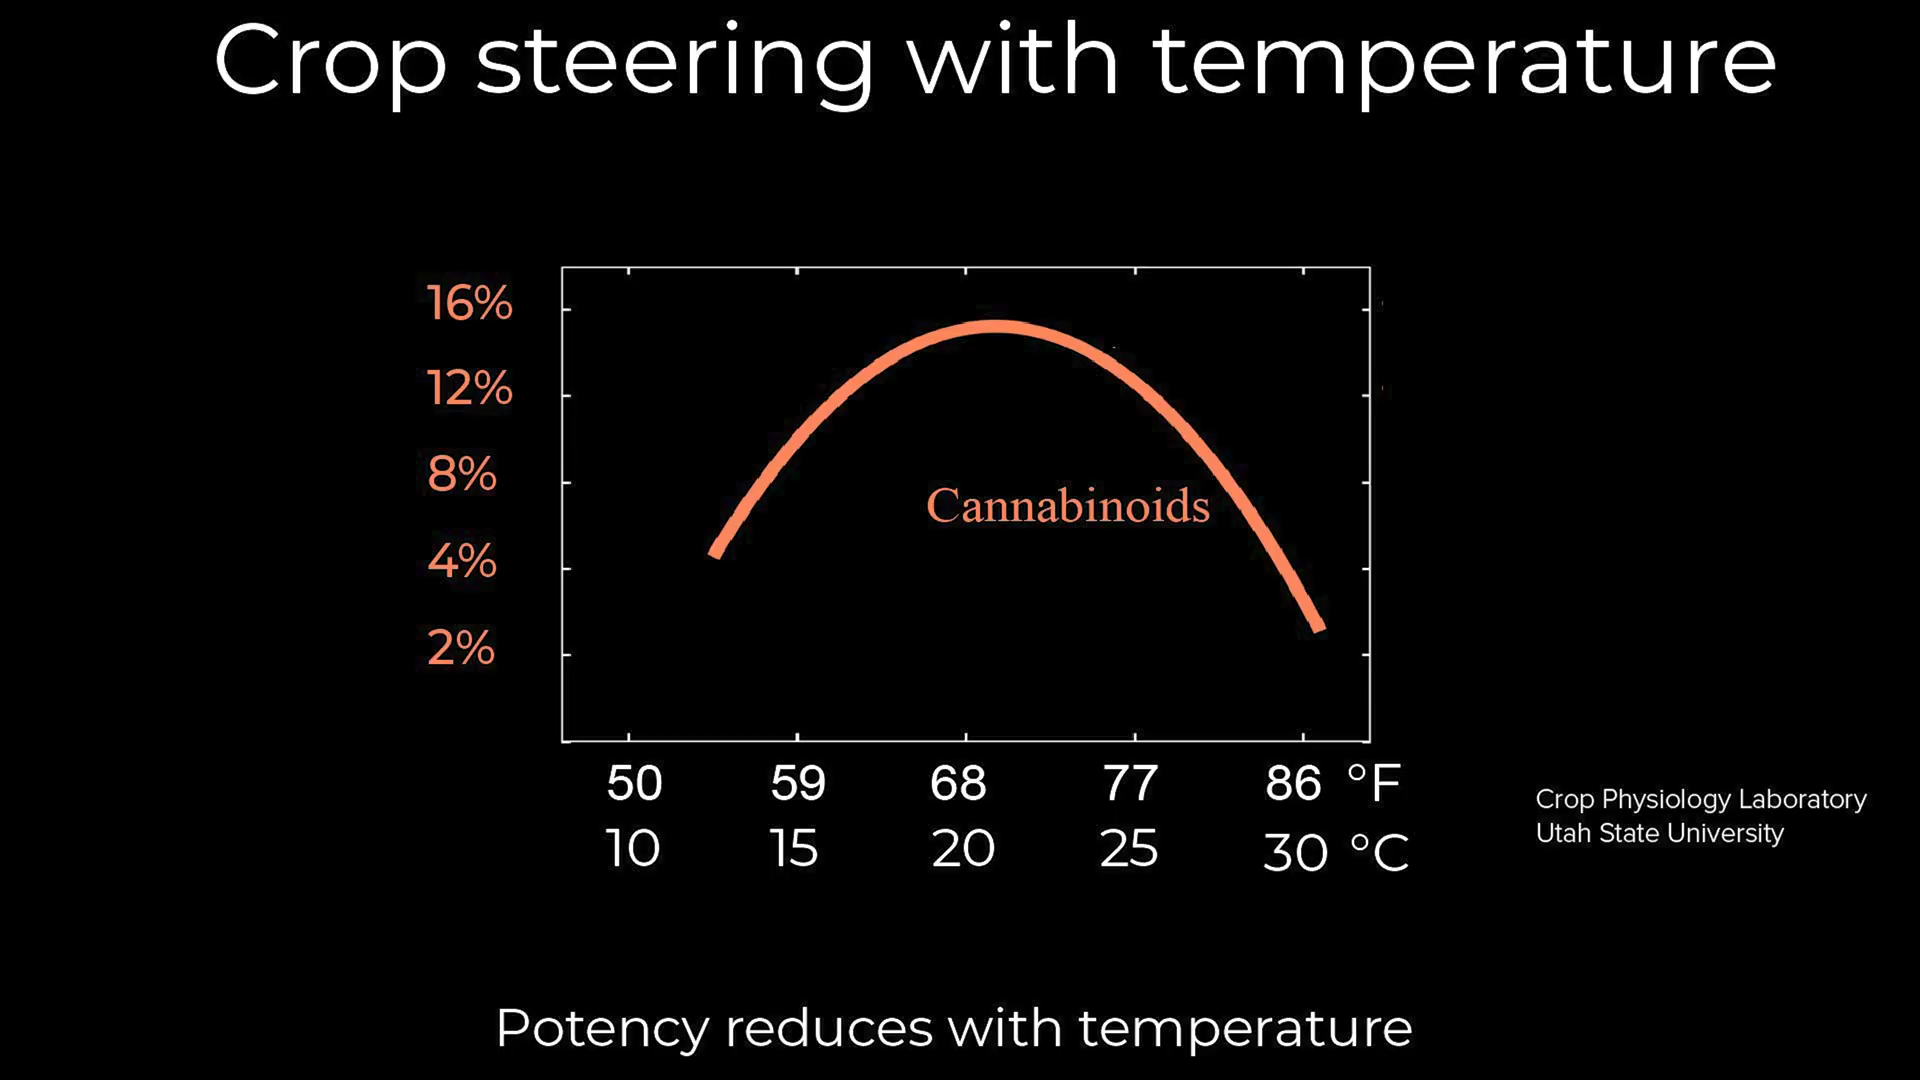 Crop steering with temperature
16%
12%
8%
4%
2%
Cannabinoids
50 59 68 77 86 °F
10 15 20 25 30 °C
Crop Physiology Laboratory
Utah State University
Potency reduces with temperature